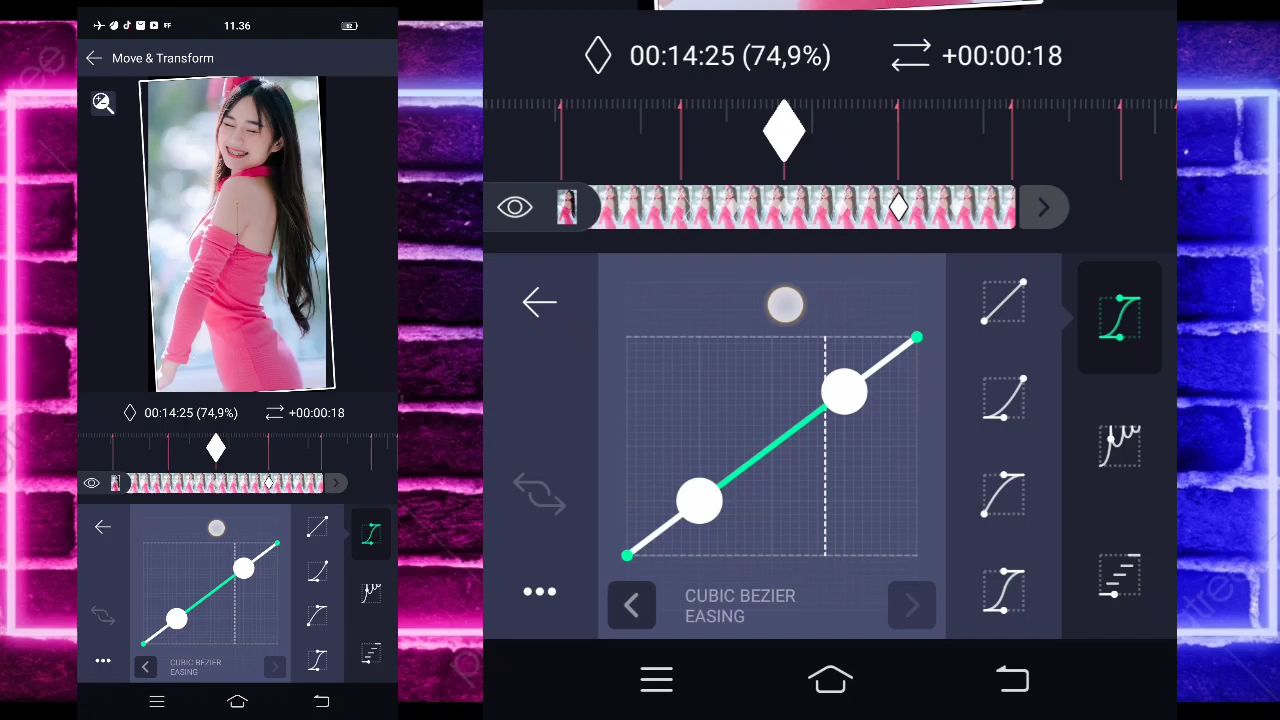 11.36
52
Move & Transform
00:14:25 (74,9%)
+00:00:18
CUBIC BEZIER
EASING
00:14:25 (74,9%)
+00:00:18
CUBIC BEZIER
EASING